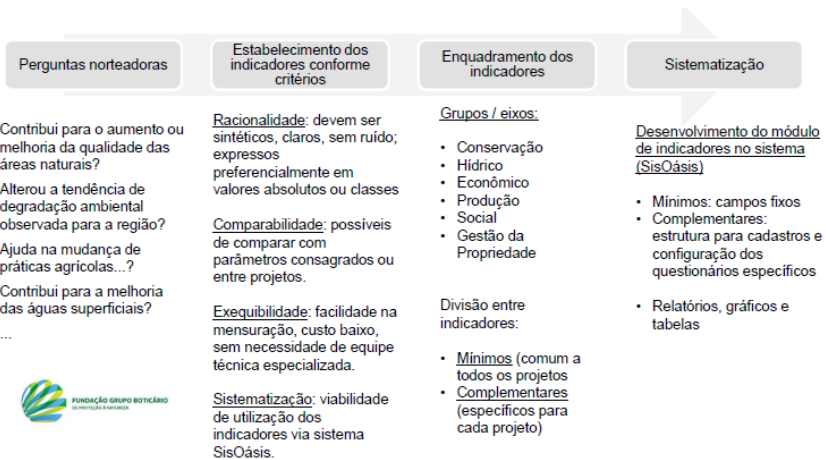 Perguntas norteadoras
Contribui para o aumento ou
melhoria da qualidade das
áreas naturais?
Alterou a tendência de
degradação ambiental
observada para a região?
Ajuda na mudança de
práticas agrícolas...?
Contribui para a melhoria
das águas superficiais?
...
FUNDAÇÃO GRUPO BOTICÁRIO
DE PROTEÇÃO À NATUREZA
Estabelecimento dos
indicadores conforme
critérios
Racionalidade: devem ser
sintéticos, claros, sem ruído;
expressos
preferencialmente em
valores absolutos ou classes
Comparabilidade: possíveis
de comparar com
parâmetros consagrados ou
entre projetos.
Exequibilidade: facilidade na
mensuração, custo baixo,
sem necessidade de equipe
técnica especializada.
Sistematização: viabilidade
de utilização dos
indicadores via sistema
SisOásis.
Enquadramento dos
indicadores
Grupos / eixos:
• Conservação
• Hídrico
• Econômico
• Produção
• Social
• Gestão da
Propriedade
Divisão entre
indicadores:
• Mínimos (comum a
todos os projetos
• Complementares
(específicos para
cada projeto)
Sistematização
Desenvolvimento do módulo
de indicadores no sistema
(SisOásis)
• Mínimos: campos fixos
• Complementares:
estrutura para cadastros e
configuração dos
questionários específicos
• Relatórios, gráficos e
tabelas